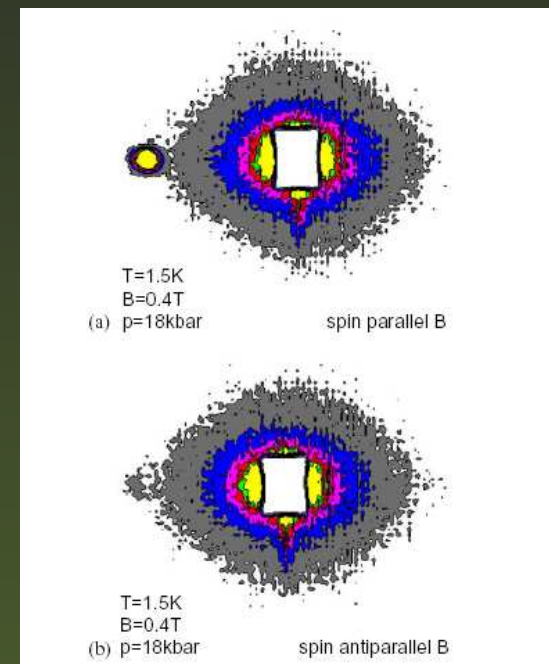 T=1.5K
B=0.4T
(a) p=18kbar spin parallel B
T=1.5K
B=0.4T
(b) p=18kbar spin antiparallel B